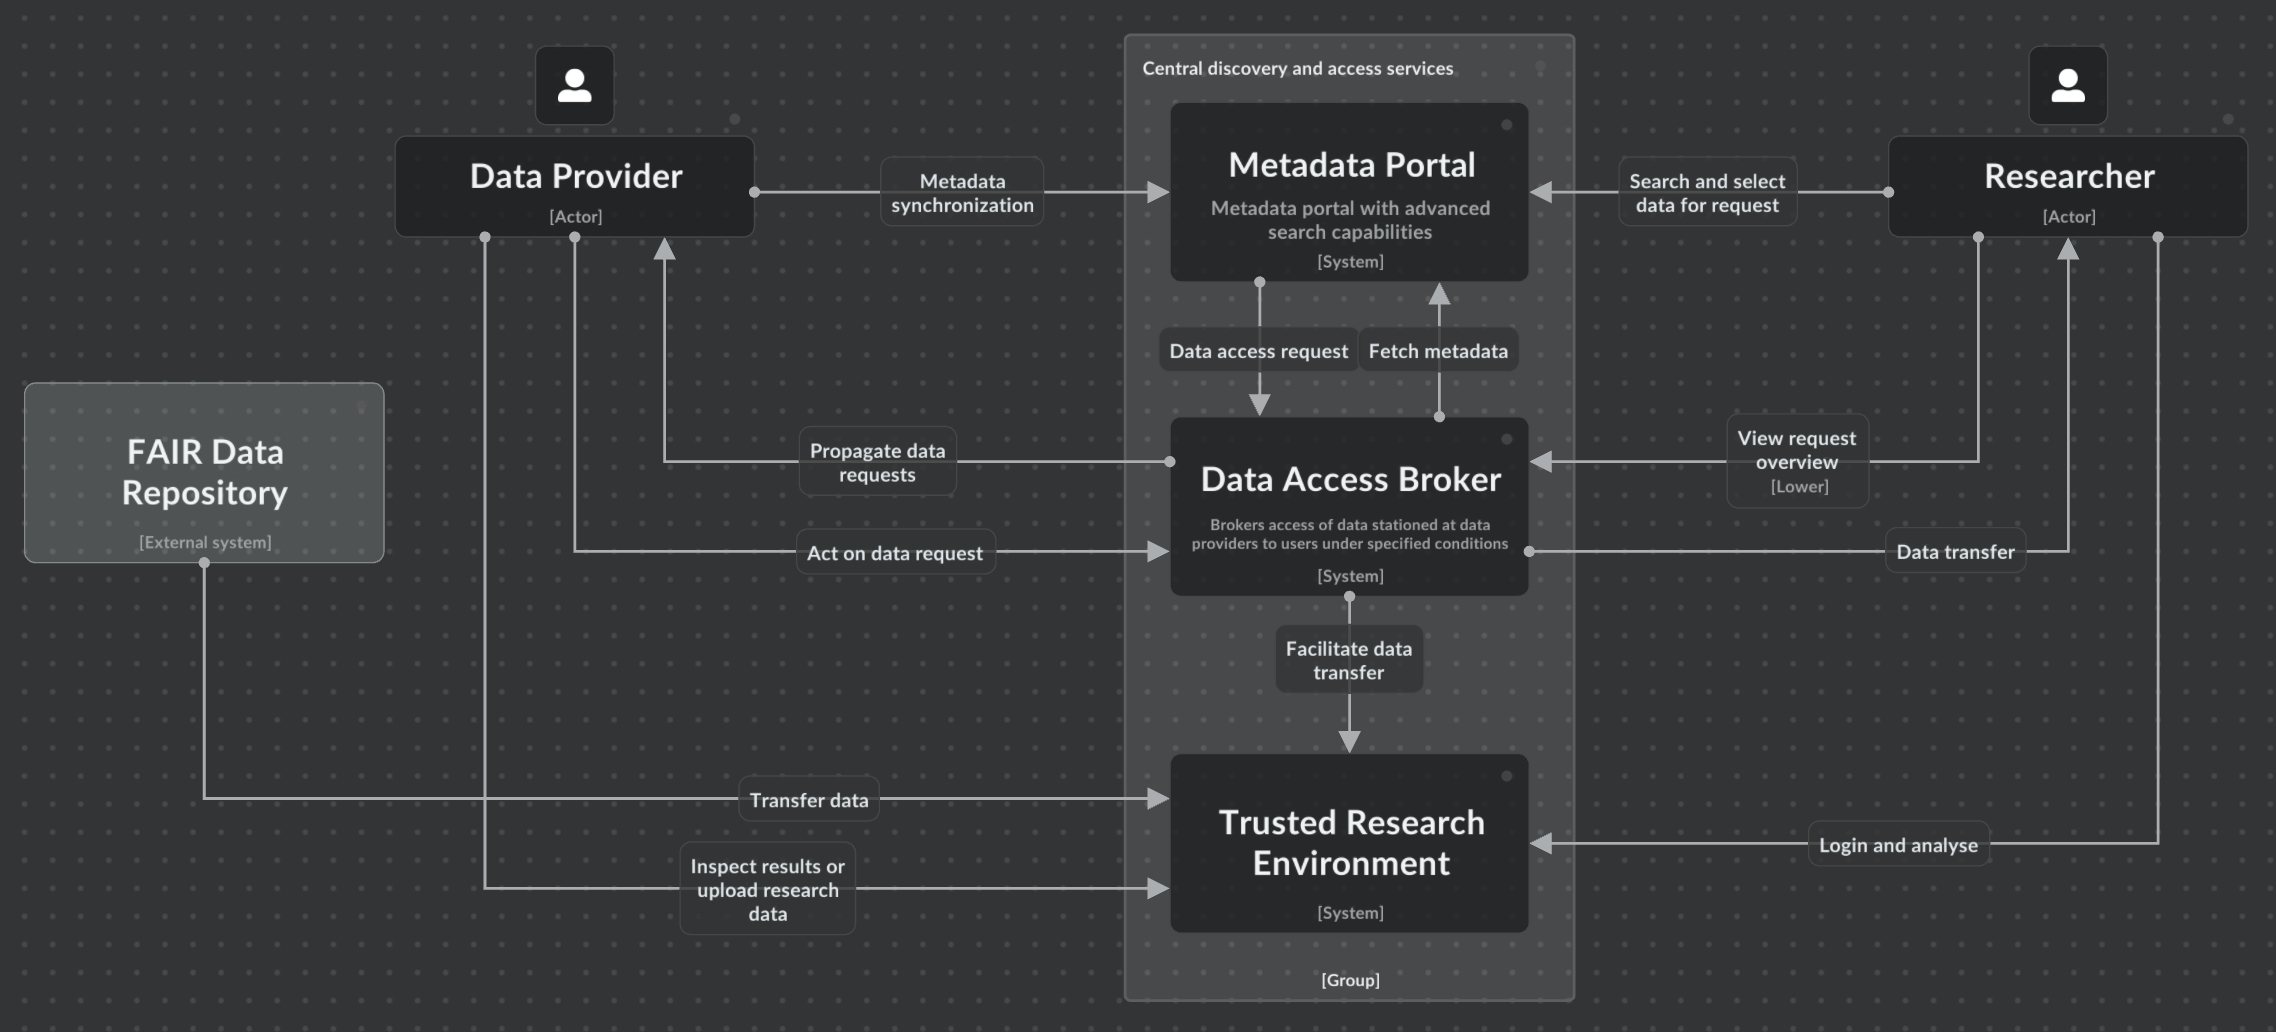 Central discovery and access services
Data Provider
[Actor]
Metadata
synchronization
Metadata Portal
Metadata portal with advanced
search capabilities
[System]
Search and select
data for request
Researcher
[Actor]
Data access request
Fetch metadata
FAIR Data
Repository
[External system]
Propagate data
requests
Act on data request
Data Access Broker
Brokers access of data stationed at data
providers to users under specified conditions
[System]
View request
overview
[Lower]
Data transfer
Facilitate data
transfer
Transfer data
Inspect results or
upload research
data
Trusted Research
Environment
[System]
Login and analyse
[Group]